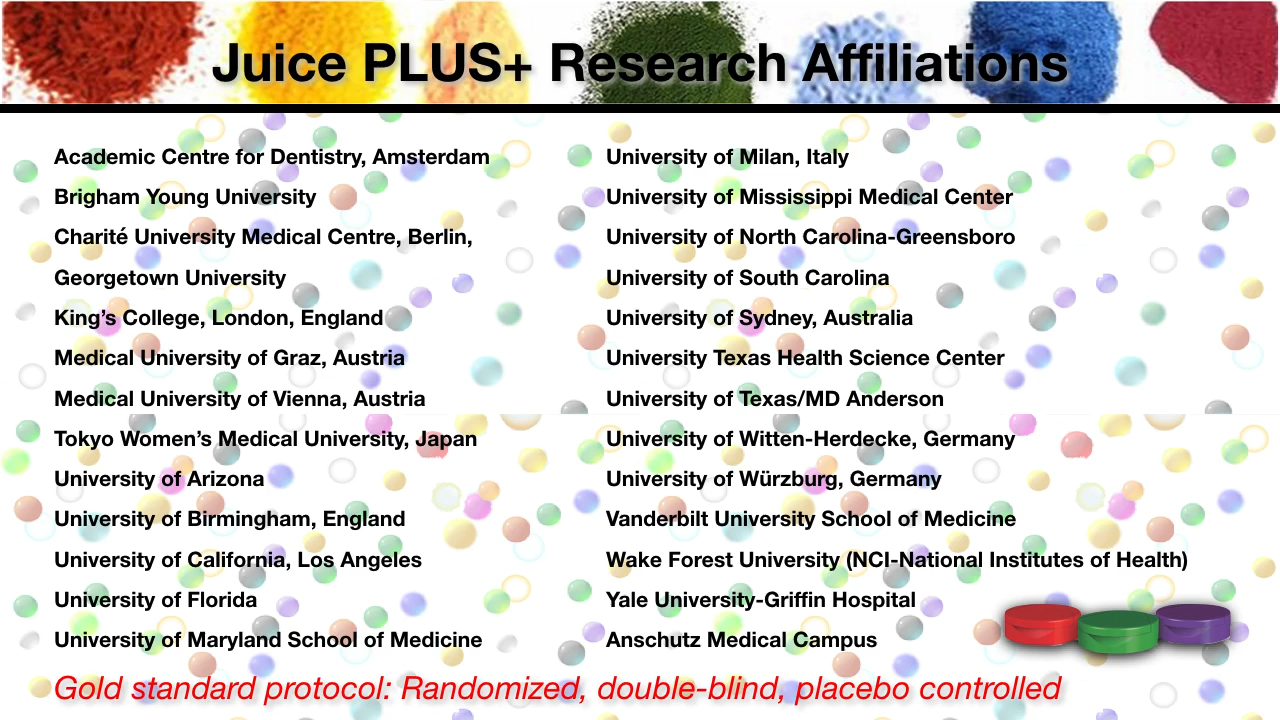 Juice PLUS+ Research Affiliations
Academic Centre for Dentistry, Amsterdam
Brigham Young University
Charité University Medical Centre, Berlin,
Georgetown University
King’s College, London, England
Medical University of Graz, Austria
Medical University of Vienna, Austria
Tokyo Women’s Medical University, Japan
University of Arizona
University of Birmingham, England
University of California, Los Angeles
University of Florida
University of Maryland School of Medicine
University of Milan, Italy
University of Mississippi Medical Center
University of North Carolina-Greensboro
University of South Carolina
University of Sydney, Australia
University Texas Health Science Center
University of Texas/MD Anderson
University of Witten-Herdecke, Germany
University of Würzburg, Germany
Vanderbilt University School of Medicine
Wake Forest University (NCI-National Institutes of Health)
Yale University-Griffin Hospital
Anschutz Medical Campus
Gold standard protocol: Randomized, double-blind, placebo controlled